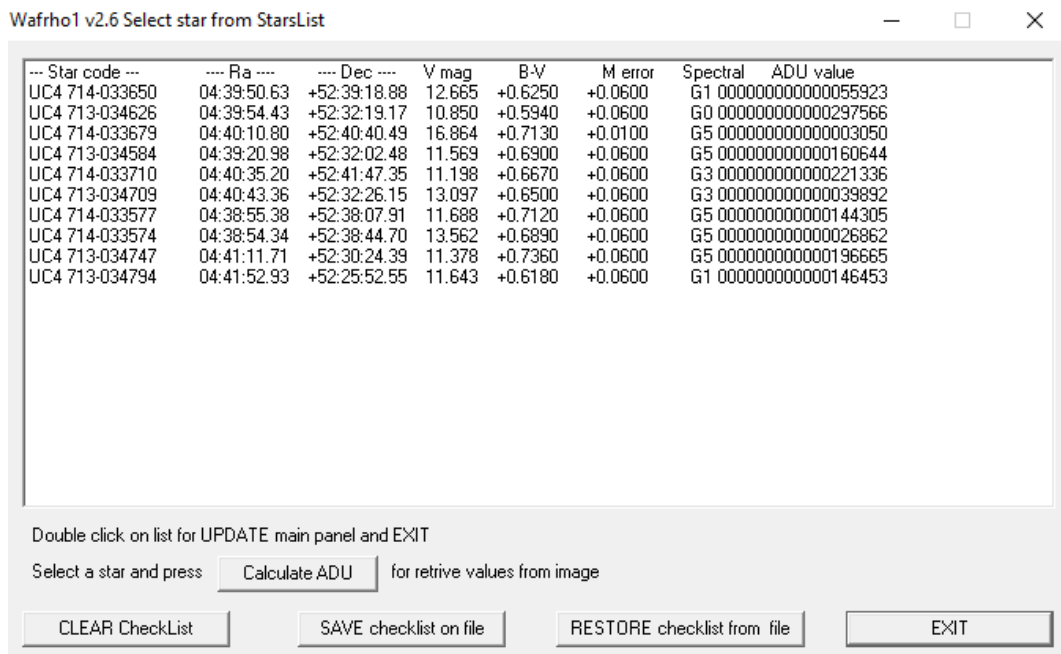 Wafrho1 v2.6 Select star from StarsList
--- Star code --- ---- Ra ---- ---- Dec ---- V mag B-V M error Spectral ADU value
UC4 714-033650 04:39:50.63 +52:39:18.88 12.665 +0.6250 +0.0600 G1 000000000000055923
UC4 713-034626 04:39:54.43 +52:32:19.17 10.850 +0.5940 +0.0600 G0 000000000000297566
UC4 714-033679 04:40:10.80 +52:40:40.49 16.864 +0.7130 +0.0100 G5 000000000000003050
UC4 713-034584 04:39:20.98 +52:32:02.48 11.569 +0.6900 +0.0600 G5 000000000000160644
UC4 714-033710 04:40:35.20 +52:41:47.35 11.198 +0.6670 +0.0600 G3 000000000000221336
UC4 713-034709 04:40:43.36 +52:32:26.15 13.097 +0.6500 +0.0600 G3 000000000000039892
UC4 714-033577 04:38:55.38 +52:38:07.91 11.688 +0.7120 +0.0600 G5 000000000000144305
UC4 714-033574 04:38:54.34 +52:38:44.70 13.562 +0.6890 +0.0600 G5 000000000000026862
UC4 713-034747 04:41:11.71 +52:30:24.39 11.378 +0.7360 +0.0600 G5 000000000000196665
UC4 713-034794 04:41:52.93 +52:25:52.55 11.643 +0.6180 +0.0600 G1 000000000000146453
Double click on list for UPDATE main panel and EXIT
Select a star and press Calculate ADU for retrive values from image
CLEAR CheckList SAVE checklist on file RESTORE checklist from file EXIT